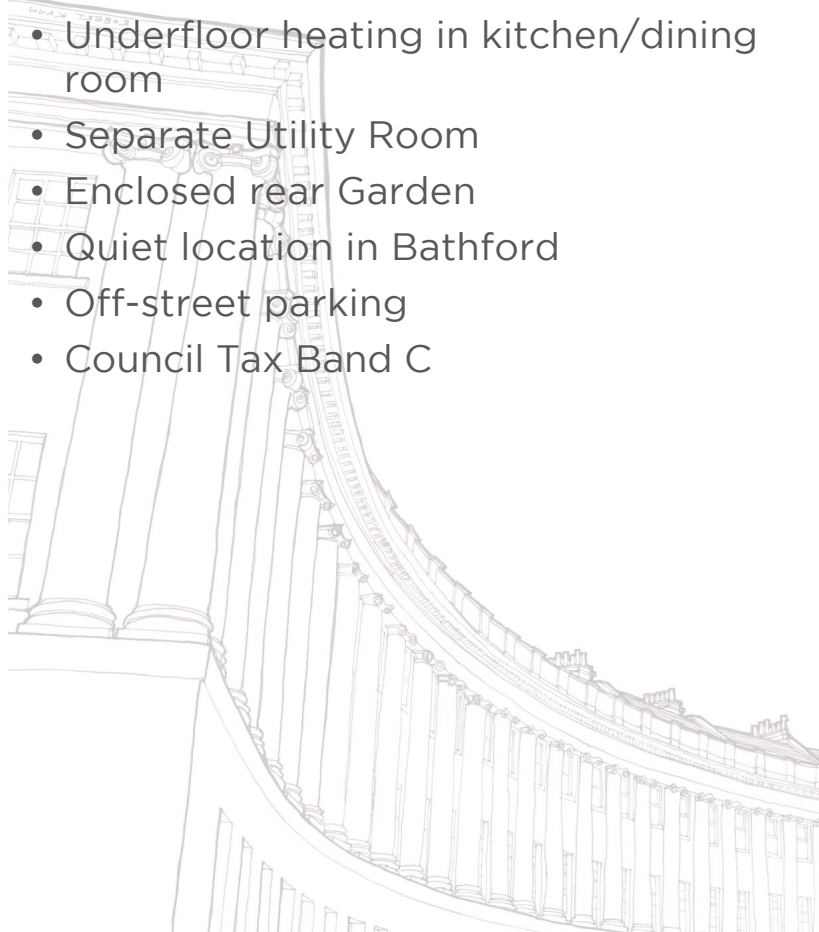 • Underfloor heating in kitchen/dining
room
• Separate Utility Room
• Enclosed rear Garden
• Quiet location in Bathford
• Off-street parking
• Council Tax Band C